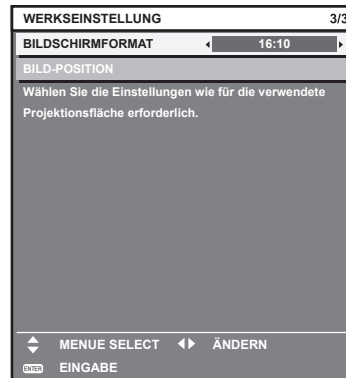 WERKSEINSTELLUNG 3/3
BILDSCHIRMFORMAT 16:10
BILD-POSITION
Wählen Sie die Einstellungen wie für die verwendete
Projektionsfläche erforderlich.
MENUE SELECT ÄNDERN
ENTER EINGABE